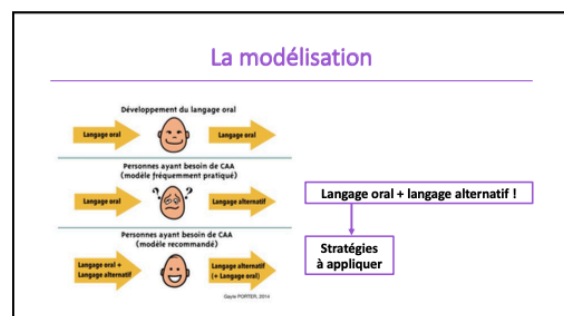 La modélisation
Développement du langage oral
Langage oral
Langage oral
Personnes ayant besoin de CAA
(modèle fréquemment pratiqué)
Langage oral
? ?
Langage alternatif
Personnes ayant besoin de CAA
(modèle recommandé)
Langage oral +
Langage alternatif
Langage alternatif
(+ Langage oral)
Gayle PORTER, 2014
Langage oral + langage alternatif !
Stratégies
à appliquer